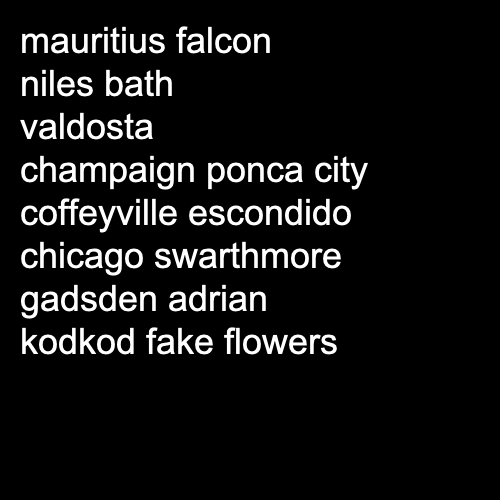 mauritius falcon
niles bath
valdosta
champaign ponca city
coffeyville escondido
chicago swarthmore
gadsden adrian
kodkod fake flowers